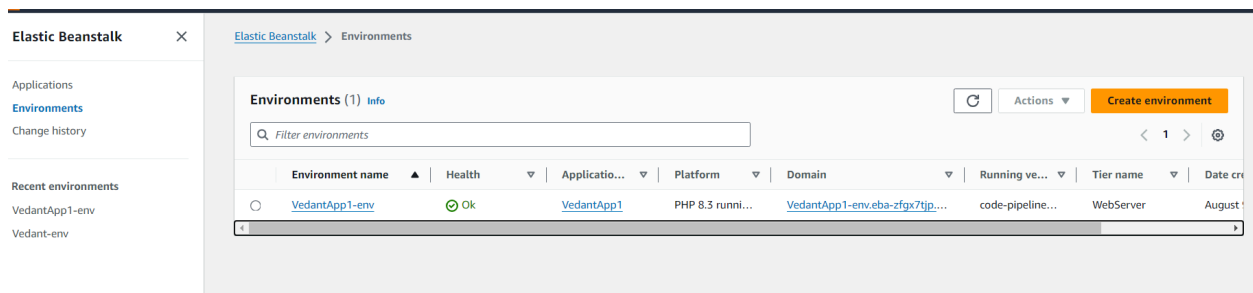 Elastic Beanstalk
Applications
Environments
Change history
Recent environments
VedantApp1-env
Vedant-env
Elastic Beanstalk > Environments
Environments (1) Info
Actions
Create environment
Filter environments
1
Environment name Health Applicatio... Platform Domain Running ve... Tier name Date cre
VedantApp1-env Ok VedantApp1 PHP 8.3 runni... VedantApp1-env.eba-zfgx7tjp.... code-pipeline... WebServer August